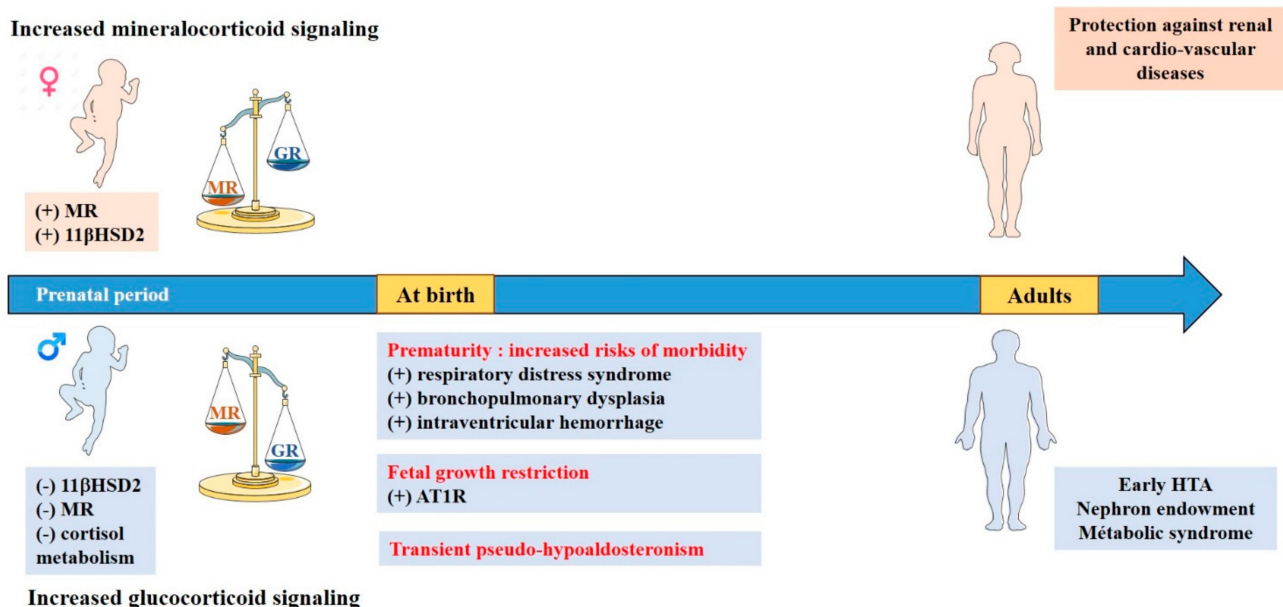 Increased mineralocorticoid signaling
♀
GR
MR
(+) MR
(+) 11βHSD2
Protection against renal
and cardio-vascular
diseases
Prenatal period
At birth
Adults
♂
MR
GR
(-) 11βHSD2
(-) MR
(-) cortisol
metabolism
Prematurity : increased risks of morbidity
(+) respiratory distress syndrome
(+) bronchopulmonary dysplasia
(+) intraventricular hemorrhage
Fetal growth restriction
(+) AT1R
Transient pseudo-hypoaldosteronism
Early HTA
Nephron endowment
Métabolic syndrome
Increased glucocorticoid signaling